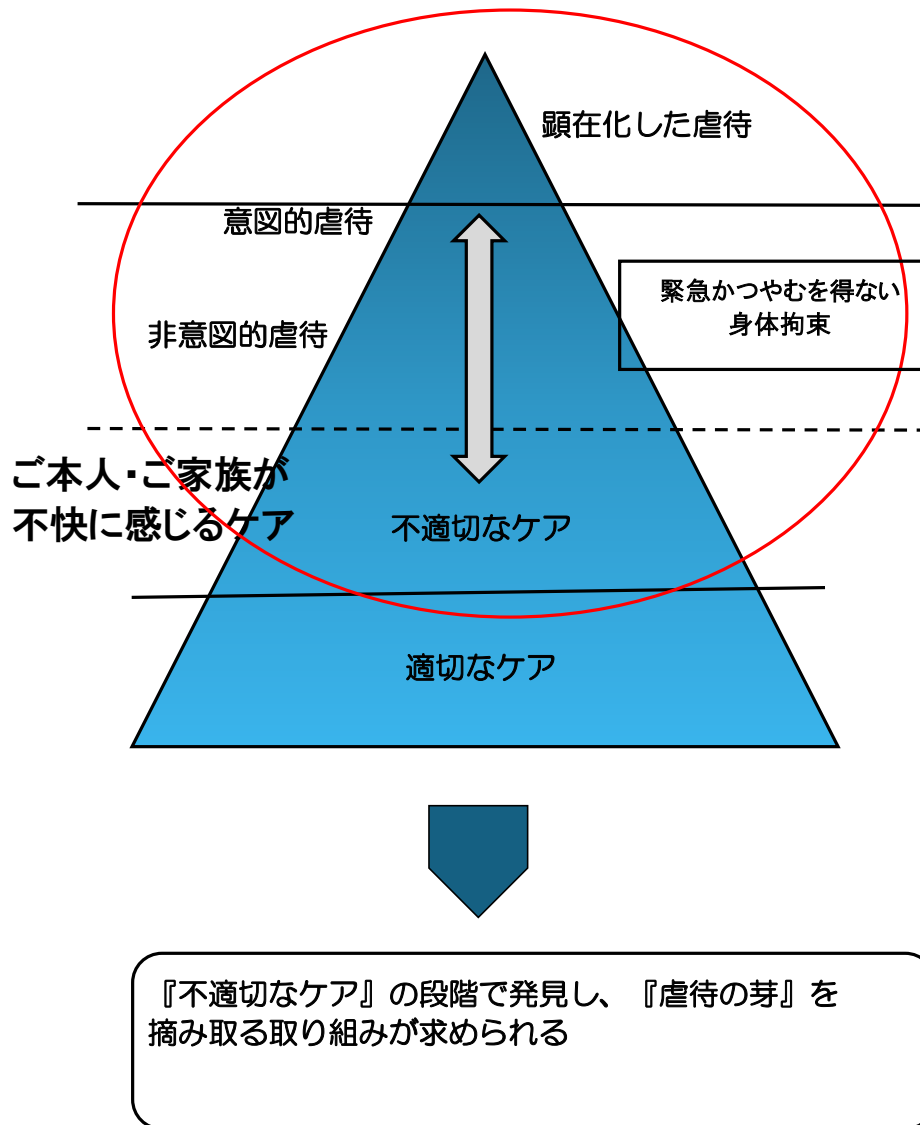 顕在化した虐待
意図的虐待
緊急かつやむを得ない
身体拘束
非意図的虐待
ご本人・ご家族が
不快に感じるケア
不適切なケア
適切なケア
『不適切なケア』の段階で発見し、『虐待の芽』を
摘み取る取り組みが求められる